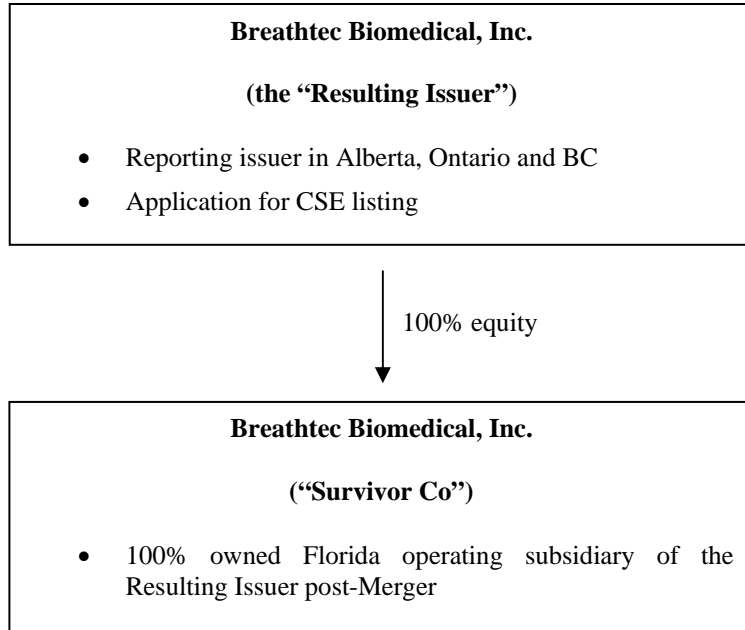 Breathtec Biomedical, Inc.
(the “Resulting Issuer”)
• Reporting issuer in Alberta, Ontario and BC
• Application for CSE listing
100% equity
Breathtec Biomedical, Inc.
(“Survivor Co”)
• 100% owned Florida operating subsidiary of the
Resulting Issuer post-Merger